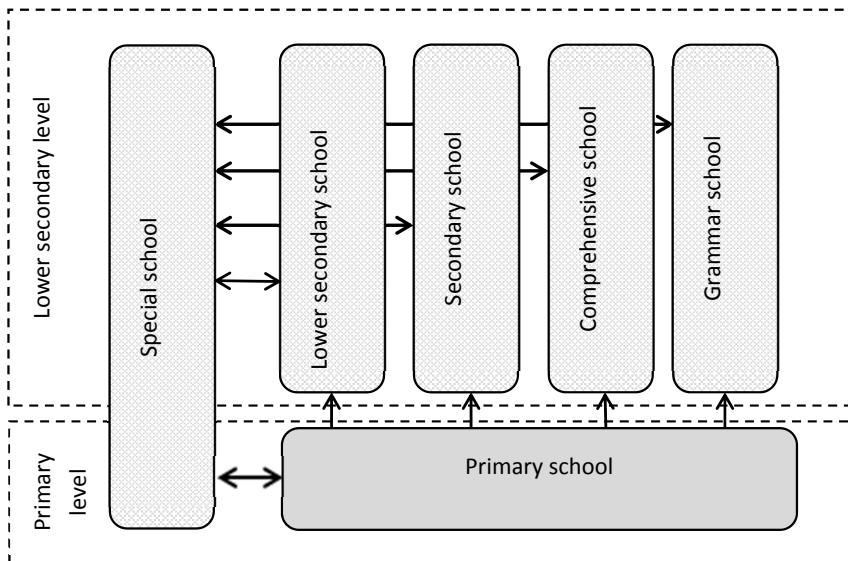 Lower secondary level
Special school
Lower secondary school
Secondary school
Comprehensive school
Grammar school
Primary
level
Primary school